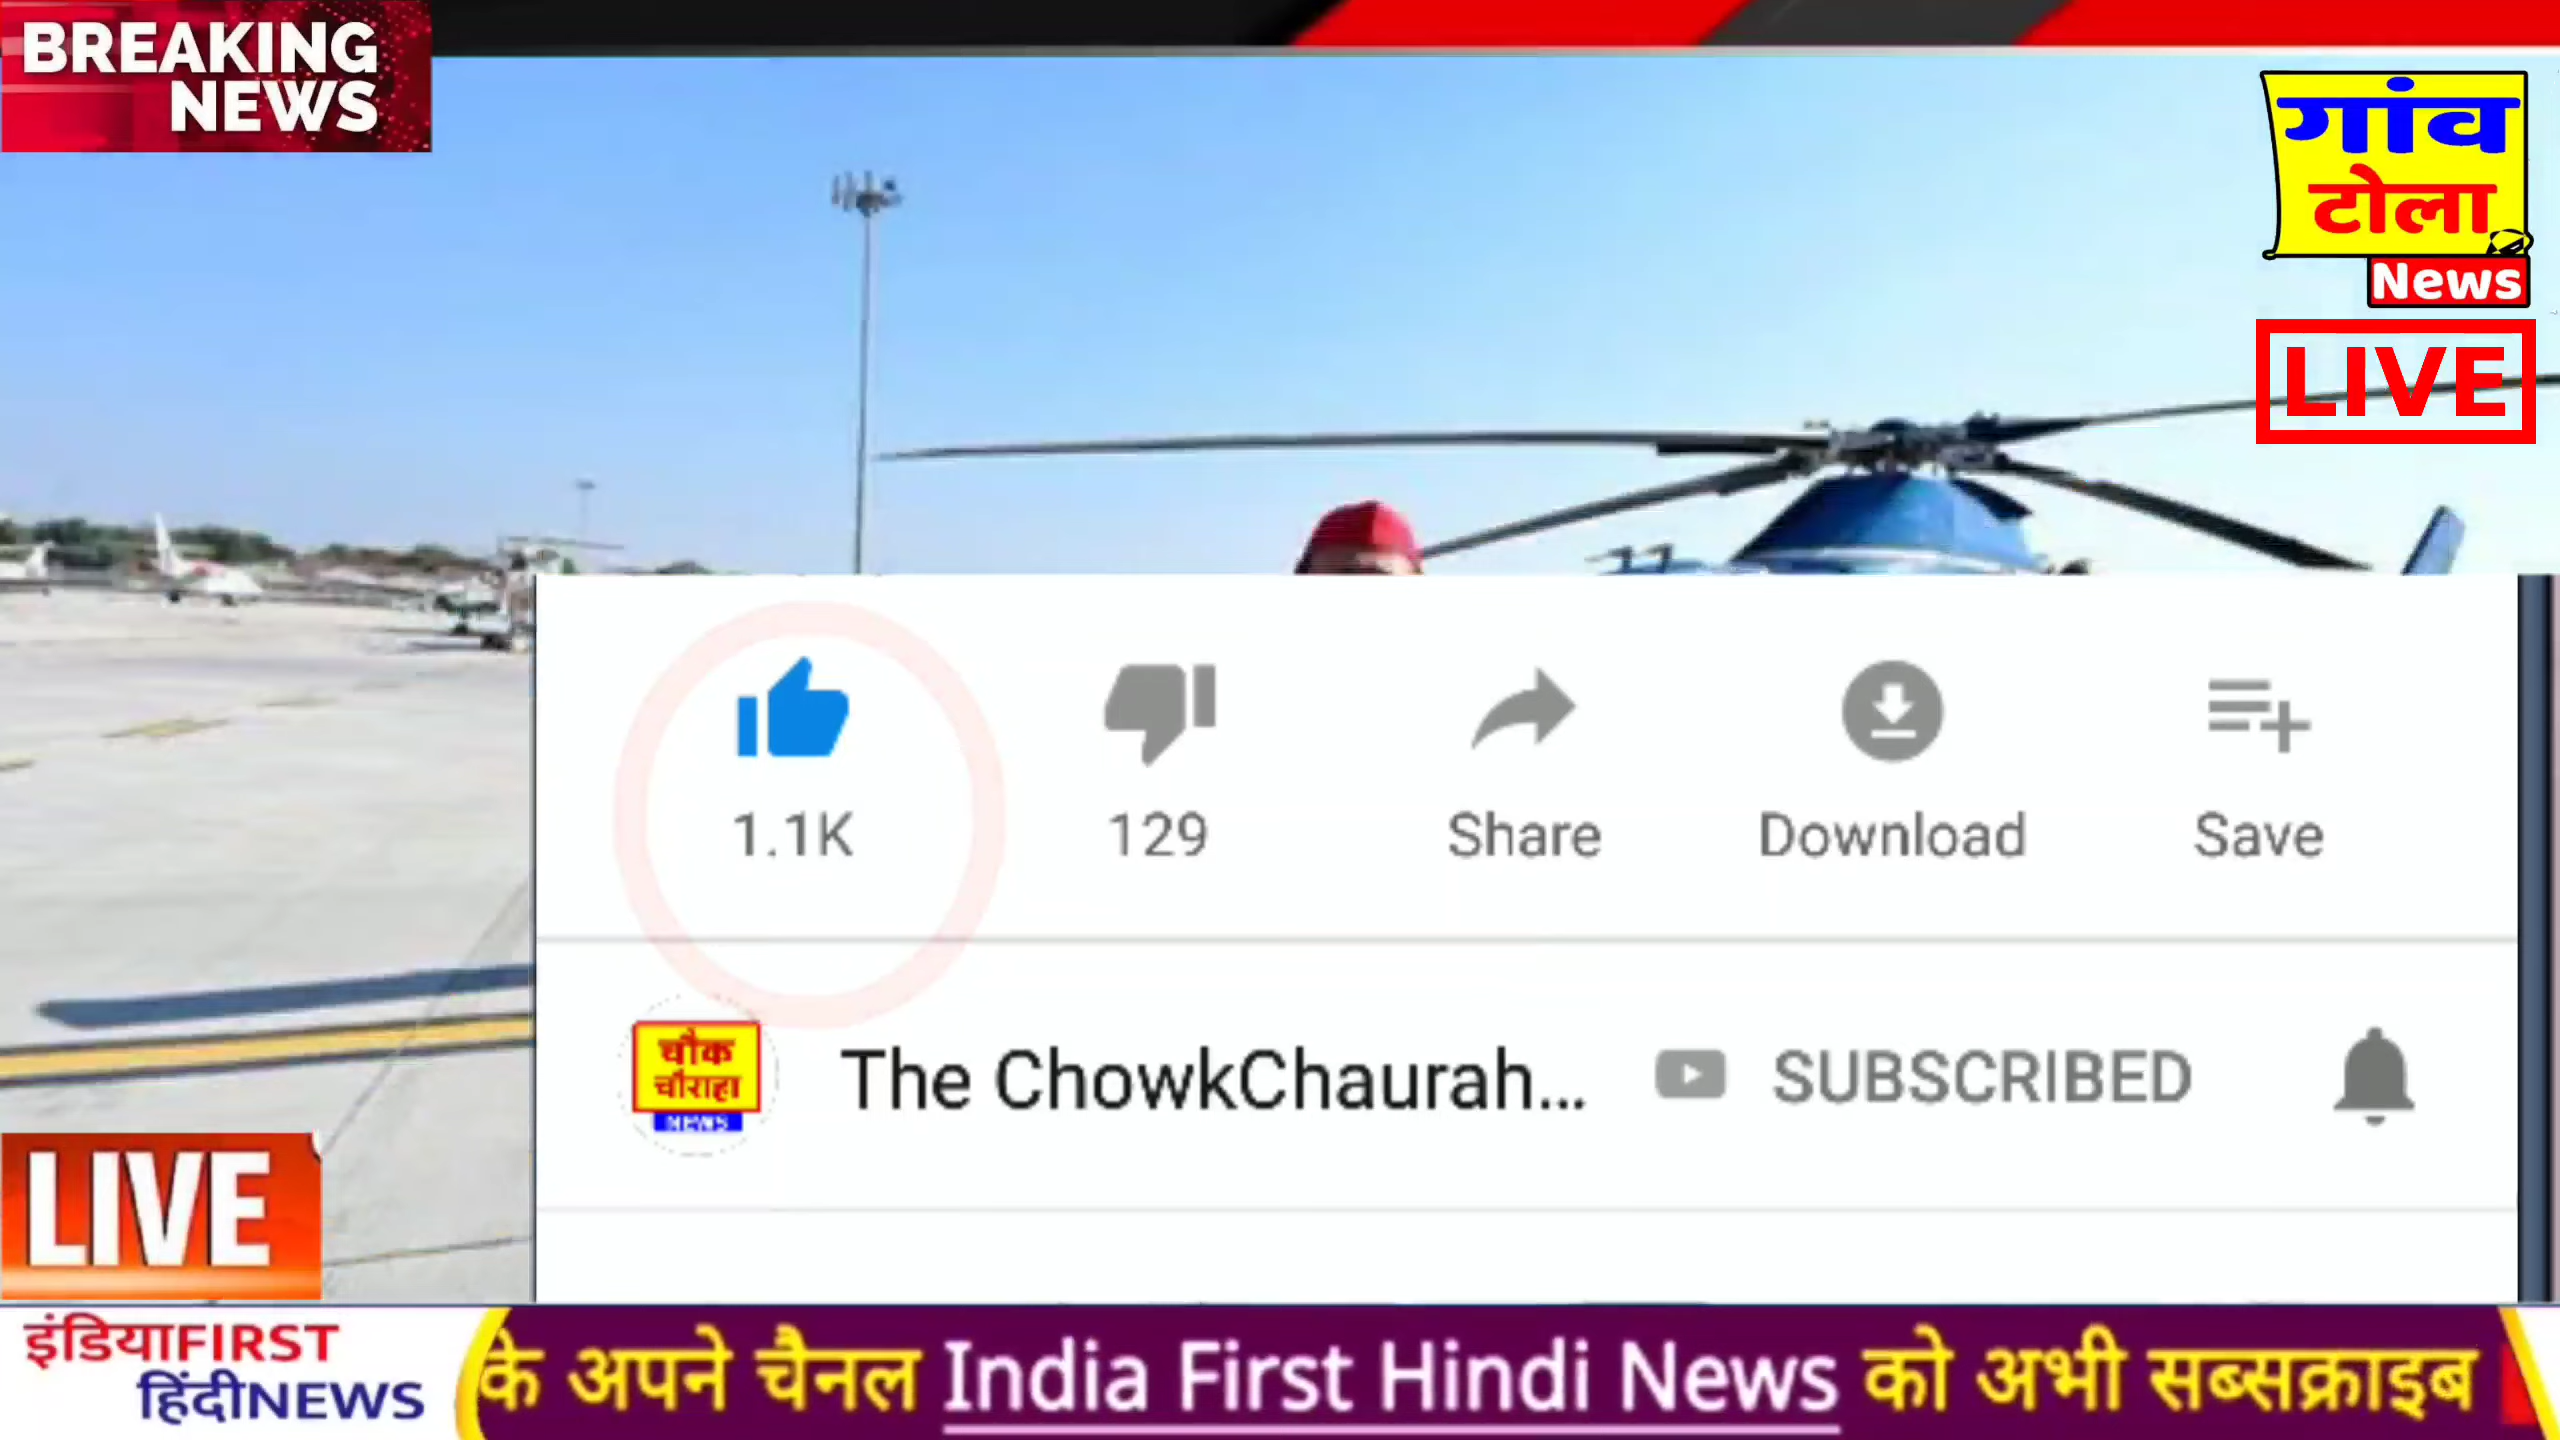 BREAKING
NEWS
गांव
टोला
News
LIVE
1.1K
129
Share
Download
Save
चौक
चौराहा
NEWS
The ChowkChaurah...
SUBSCRIBED
LIVE
इंडियाFIRST
हिंदीNEWS
के अपने चैनल India First Hindi News को अभी सब्सक्राइब